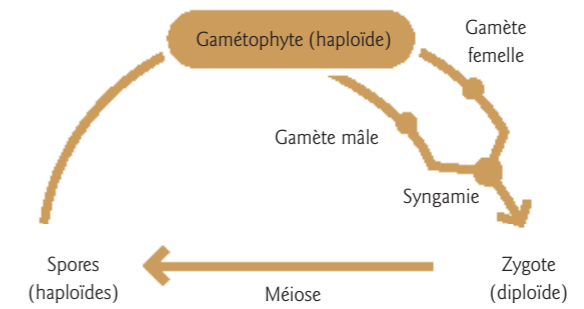 Gamétophyte (haploïde)
Gamète
femelle
Gamète mâle
Syngamie
Spores
(haploïdes)
Méiose
Zygote
(diploïde)